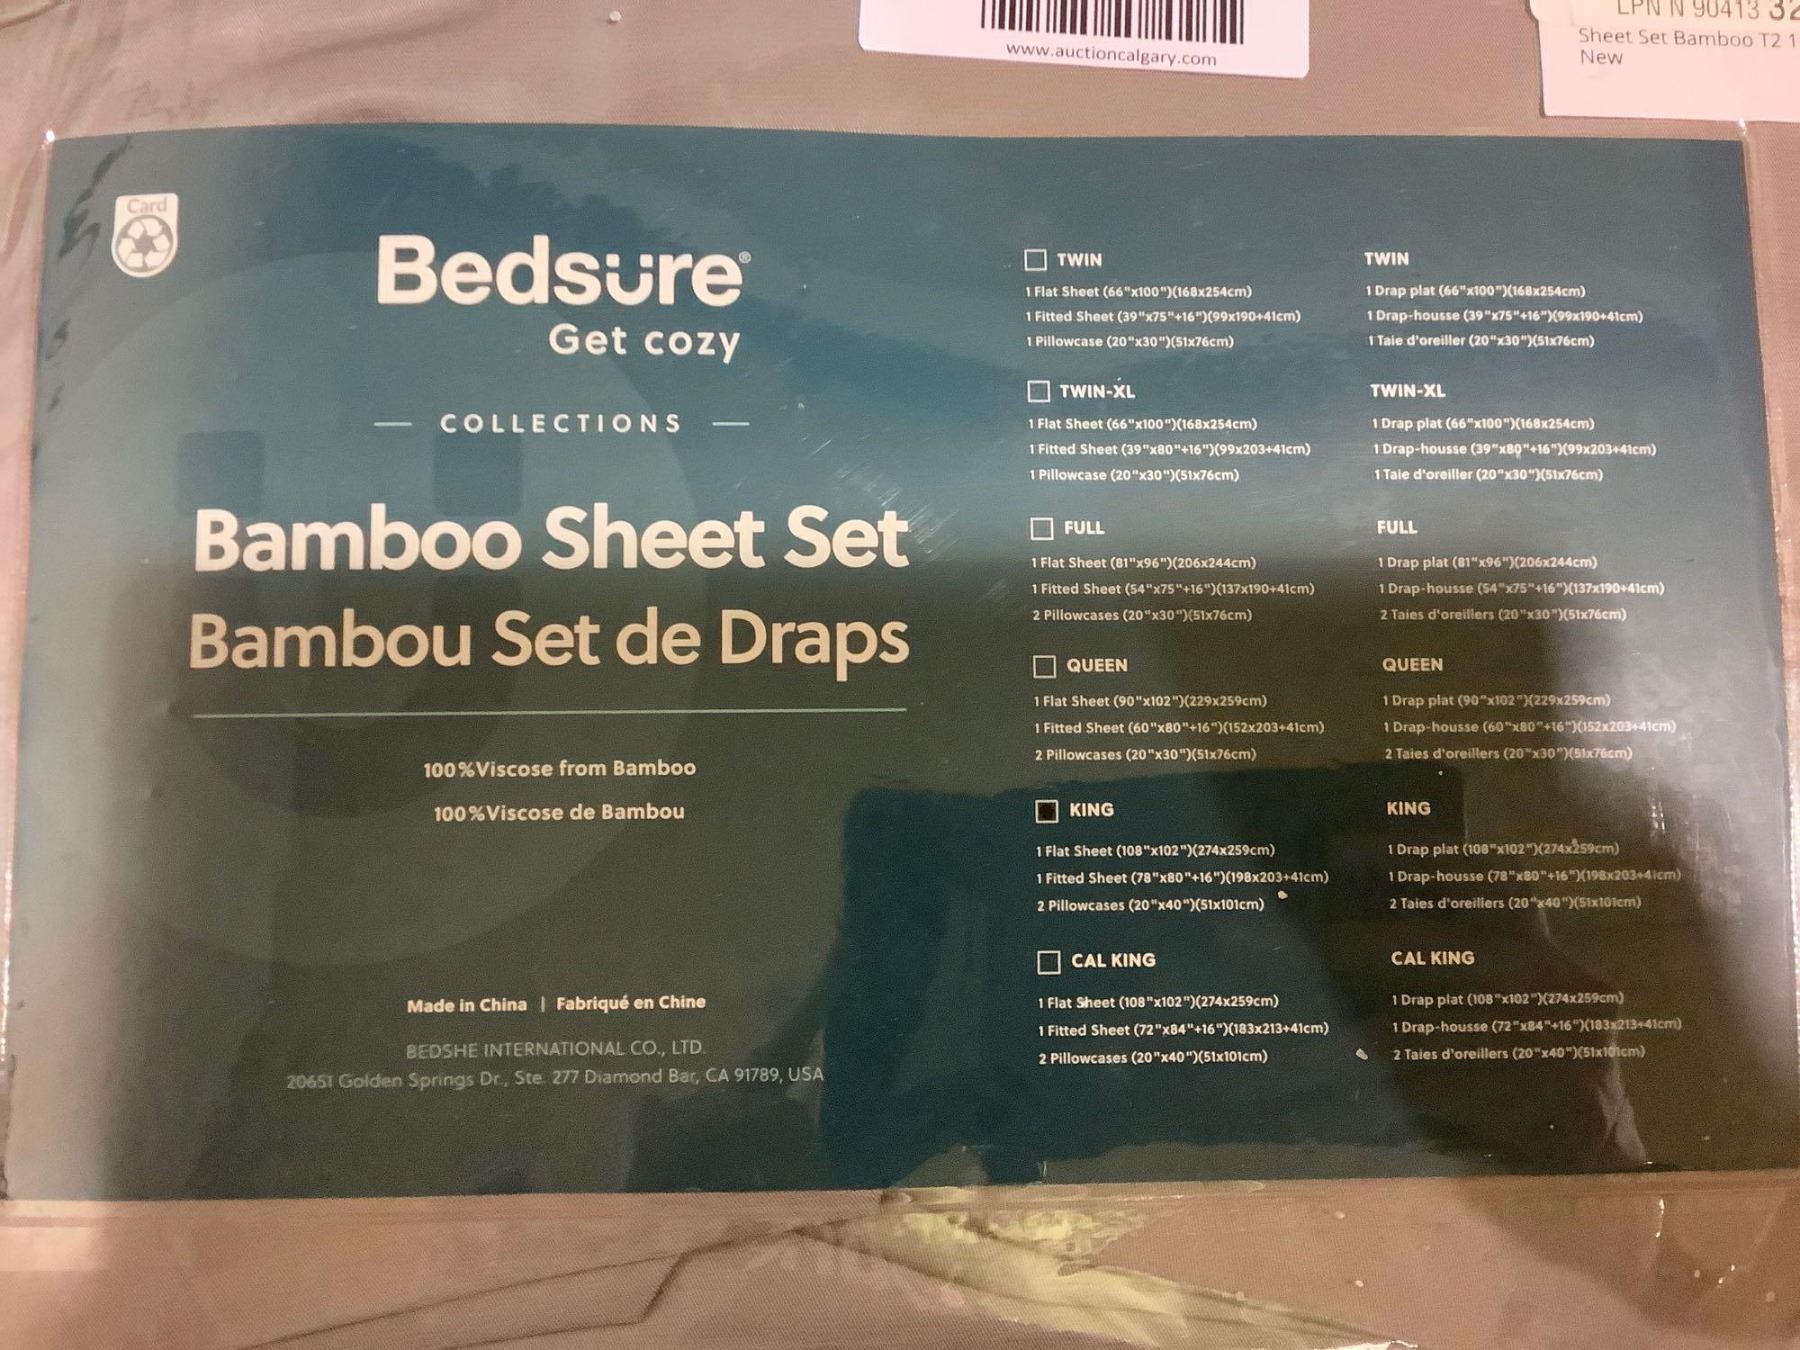 www.auctioncalgary.com
LPN N 90413 32
Sheet Set Bamboo T2 1
New
Card
Bedsure®
Get cozy
COLLECTIONS
Bamboo Sheet Set
Bambou Set de Draps
100%Viscose from Bamboo
100%Viscose de Bambou
Made in China | Fabriqué en Chine
BEDSHE INTERNATIONAL CO., LTD.
20651 Golden Springs Dr., Ste. 277 Diamond Bar, CA 91789, USA
TWIN
1 Flat Sheet (66"x100")(168x254cm)
1 Fitted Sheet (39"x75"+16")(99x190+41cm)
1 Pillowcase (20"x30")(51x76cm)
TWIN-XL
1 Flat Sheet (66"x100")(168x254cm)
1 Fitted Sheet (39"x80"+16")(99x203+41cm)
1 Pillowcase (20"x30")(51x76cm)
FULL
1 Flat Sheet (81"x96")(206x244cm)
1 Fitted Sheet (54"x75"+16")(137x190+41cm)
2 Pillowcases (20"x30")(51x76cm)
QUEEN
1 Flat Sheet (90"x102")(229x259cm)
1 Fitted Sheet (60"x80"+16")(152x203+41cm)
2 Pillowcases (20"x30")(51x76cm)
KING
1 Flat Sheet (108"x102")(274x259cm)
1 Fitted Sheet (78"x80"+16")(198x203+41cm)
2 Pillowcases (20"x40")(51x101cm)
CAL KING
1 Flat Sheet (108"x102")(274x259cm)
1 Fitted Sheet (72"x84"+16")(183x213+41cm)
2 Pillowcases (20"x40")(51x101cm)
TWIN
1 Drap plat (66"x100")(168x254cm)
1 Drap-housse (39"x75"+16")(99x190+41cm)
1 Taie d'oreiller (20"x30")(51x76cm)
TWIN-XL
1 Drap plat (66"x100")(168x254cm)
1 Drap-housse (39"x80"+16")(99x203+41cm)
1 Taie d'oreiller (20"x30")(51x76cm)
FULL
1 Drap plat (81"x96")(206x244cm)
1 Drap-housse (54"x75"+16")(137x190+41cm)
2 Taies d'oreillers (20"x30")(51x76cm)
QUEEN
1 Drap plat (90"x102")(229x259cm)
1 Drap-housse (60"x80"+16")(152x203+41cm)
2 Taies d'oreillers (20"x30")(51x76cm)
KING
1 Drap plat (108"x102")(274x259cm)
1 Drap-housse (78"x80"+16")(198x203+41cm)
2 Taies d'oreillers (20"x40")(51x101cm)
CAL KING
1 Drap plat (108"x102")(274x259cm)
1 Drap-housse (72"x84"+16")(183x213+41cm)
2 Taies d'oreillers (20"x40")(51x101cm)